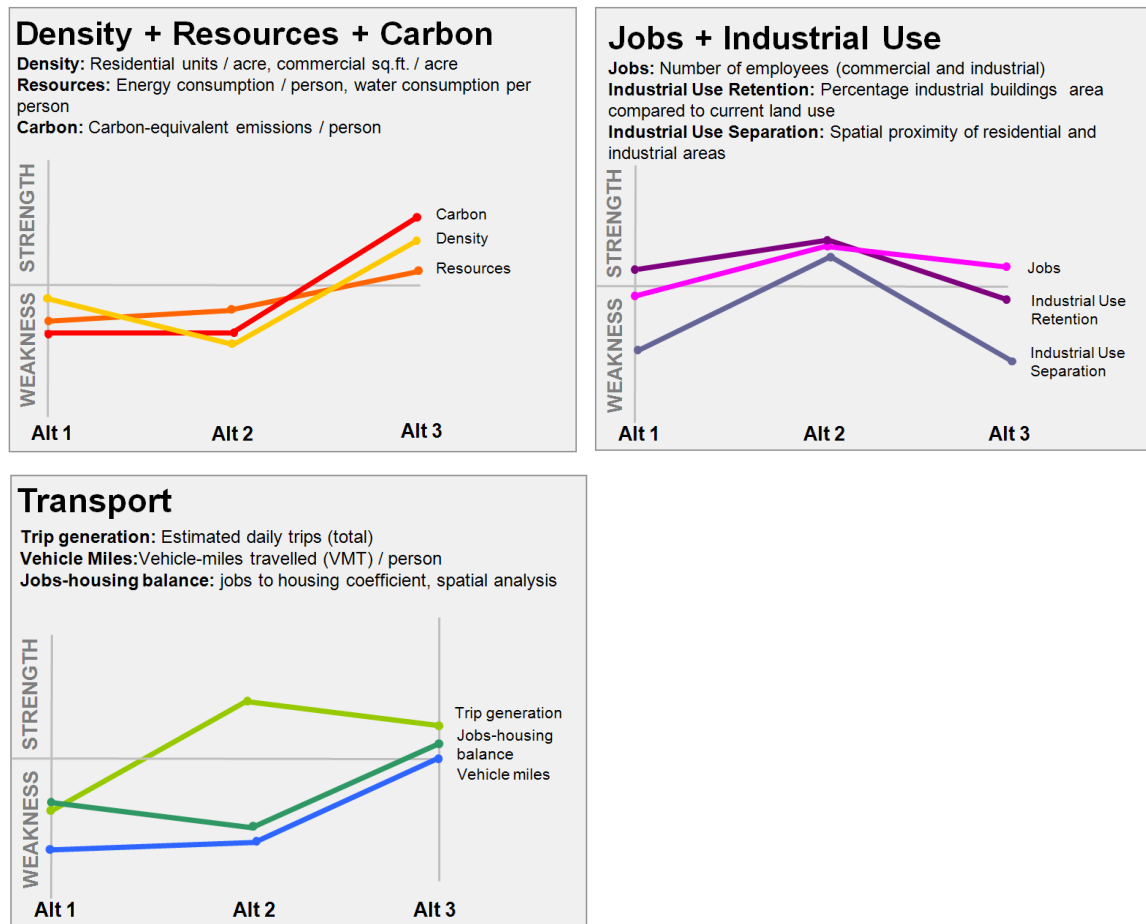 Density + Resources + Carbon
Density: Residential units / acre, commercial sq.ft. / acre
Resources: Energy consumption / person, water consumption per
person
Carbon: Carbon-equivalent emissions / person
STRENGTH
WEAKNESS
Carbon
Density
Resources
Alt 1
Alt 2
Alt 3
Jobs + Industrial Use
Jobs: Number of employees (commercial and industrial)
Industrial Use Retention: Percentage industrial buildings area
compared to current land use
Industrial Use Separation: Spatial proximity of residential and
industrial areas
STRENGTH
WEAKNESS
Jobs
Industrial Use
Retention
Industrial Use
Separation
Alt 1
Alt 2
Alt 3
Transport
Trip generation: Estimated daily trips (total)
Vehicle Miles:Vehicle-miles travelled (VMT) / person
Jobs-housing balance: jobs to housing coefficient, spatial analysis
STRENGTH
WEAKNESS
Trip generation
Jobs-housing
balance
Vehicle miles
Alt 1
Alt 2
Alt 3